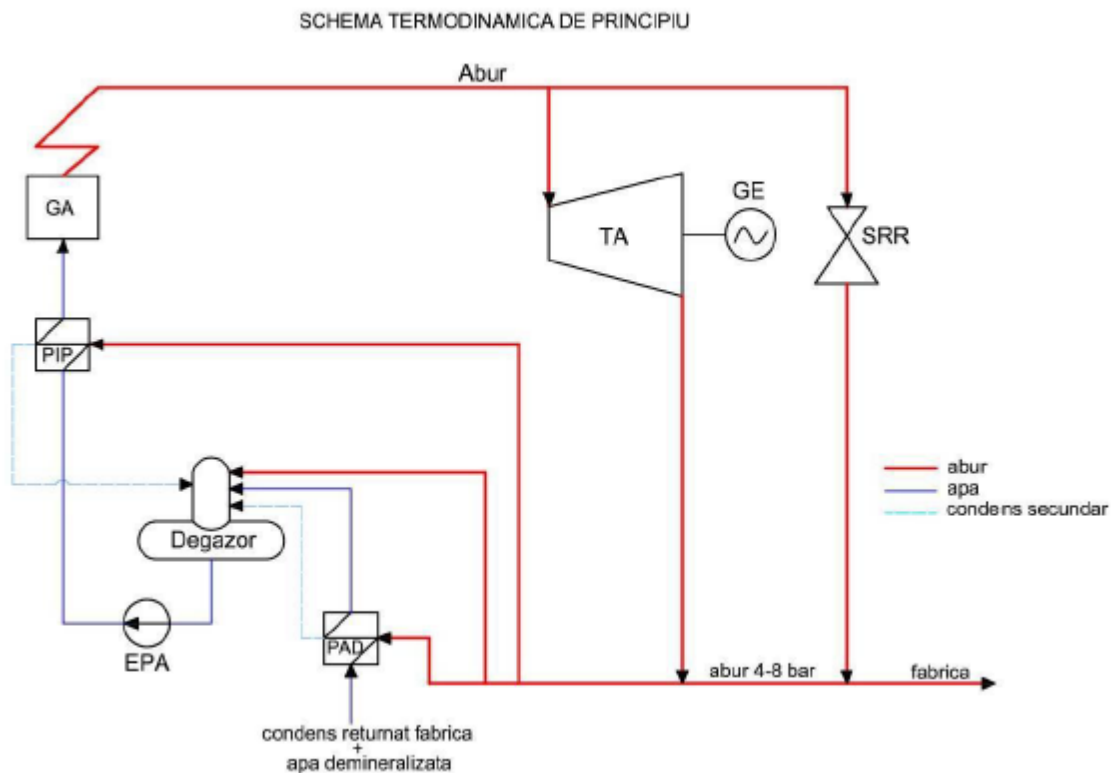 SCHEMA TERMODINAMICA DE PRINCIPIU
Abur
GA
GE
TA
SRR
PIP
abur
apa
condens secundar
Degazor
EPA
PAD
abur 4-8 bar
fabrica
condens returnat fabrica
+
apa demineralizata